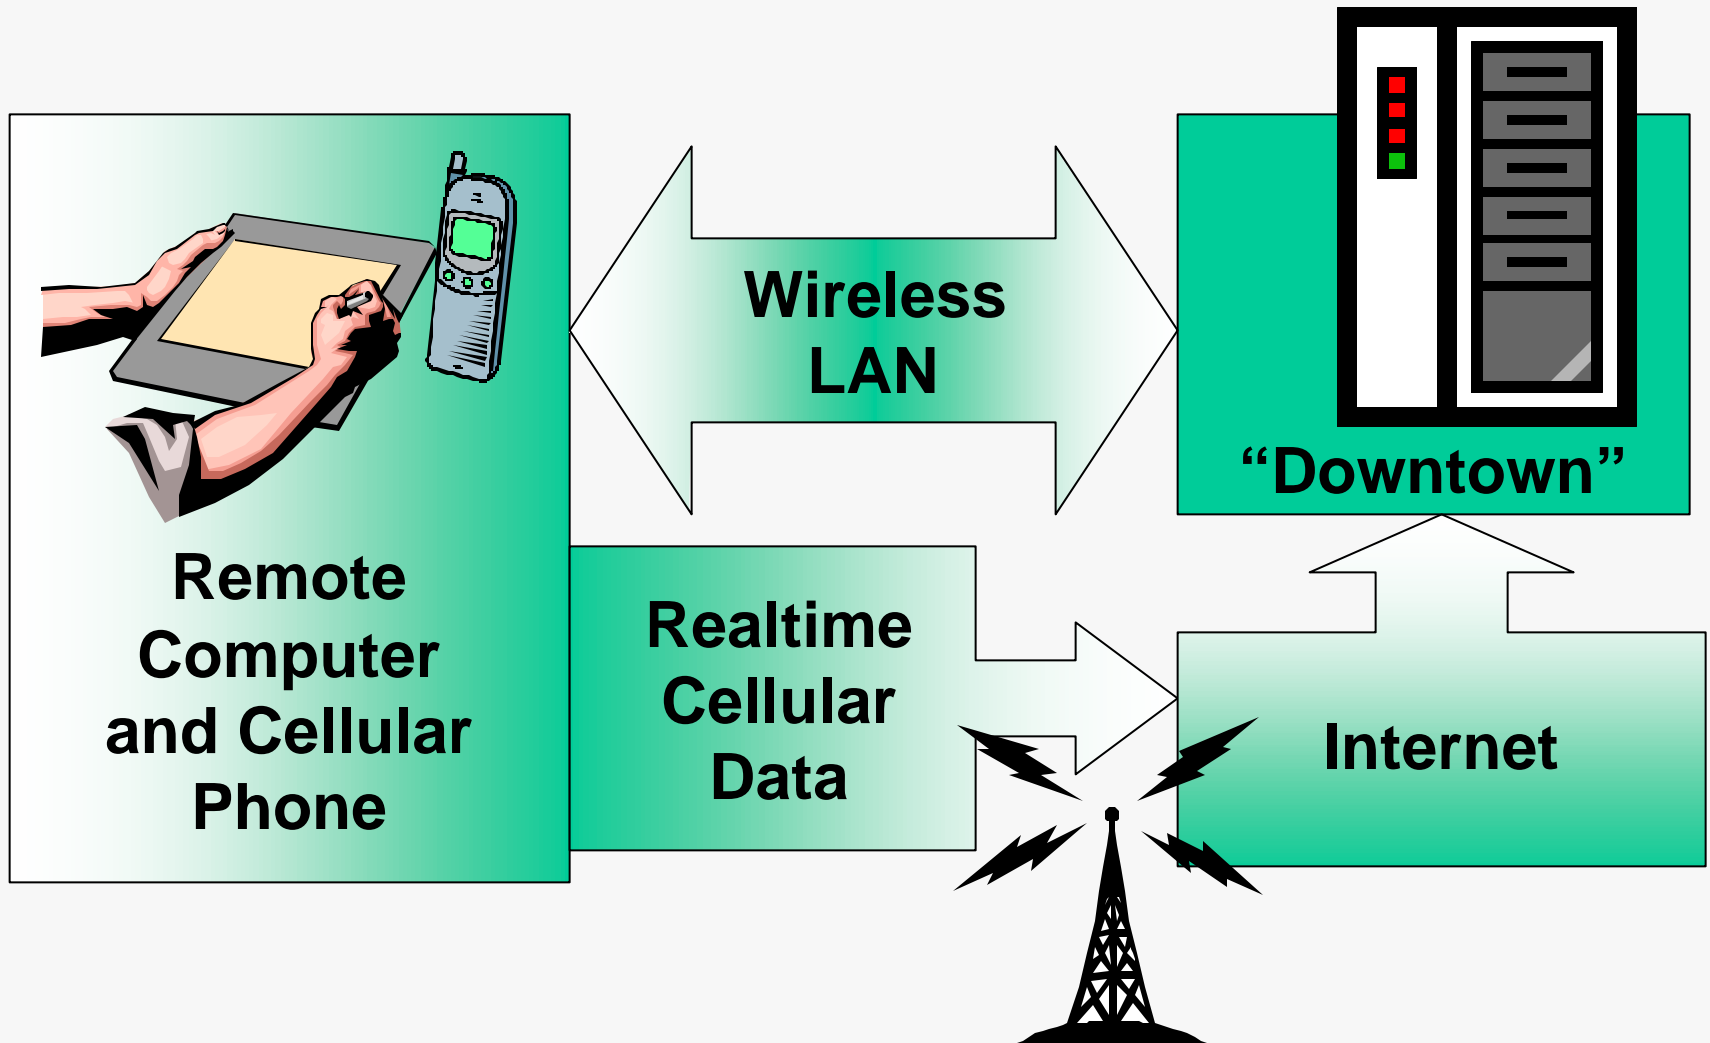 Wireless
LAN
“Downtown”
Remote
Computer
and Cellular
Phone
Realtime
Cellular
Data
Internet